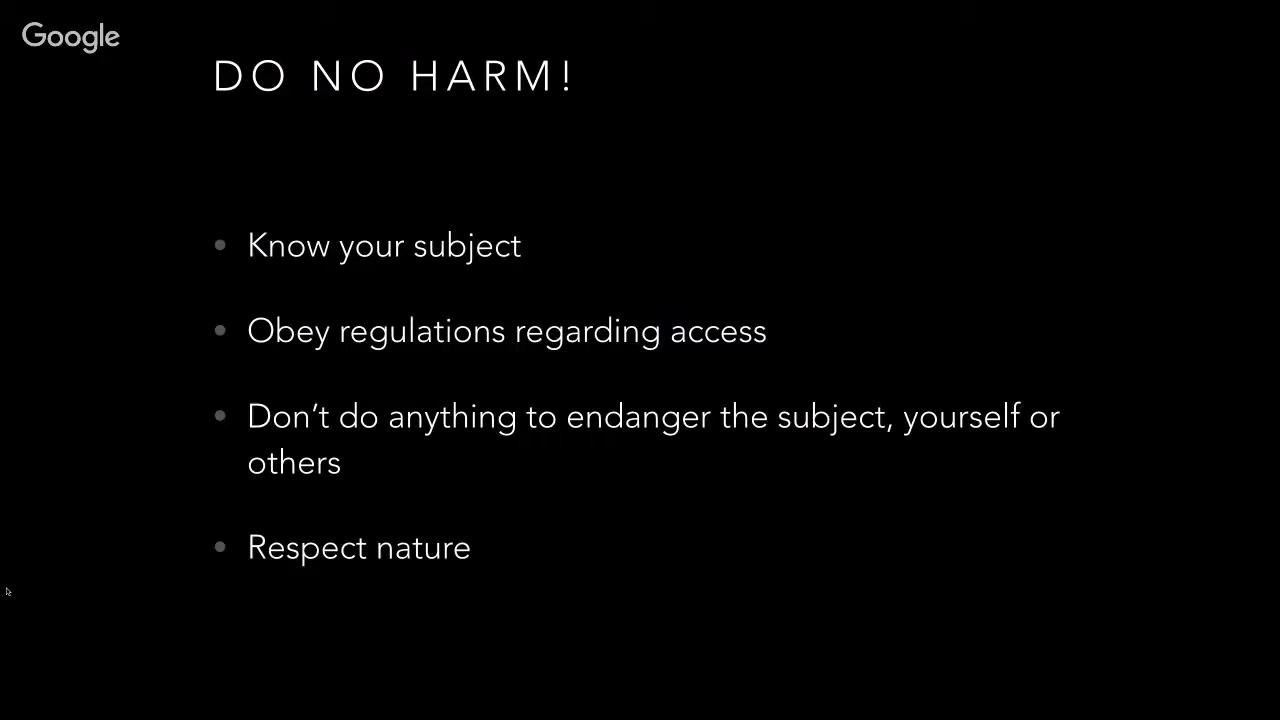 Google
DO NO HARM!
Know your subject
Obey regulations regarding access
Don’t do anything to endanger the subject, yourself or
others
Respect nature